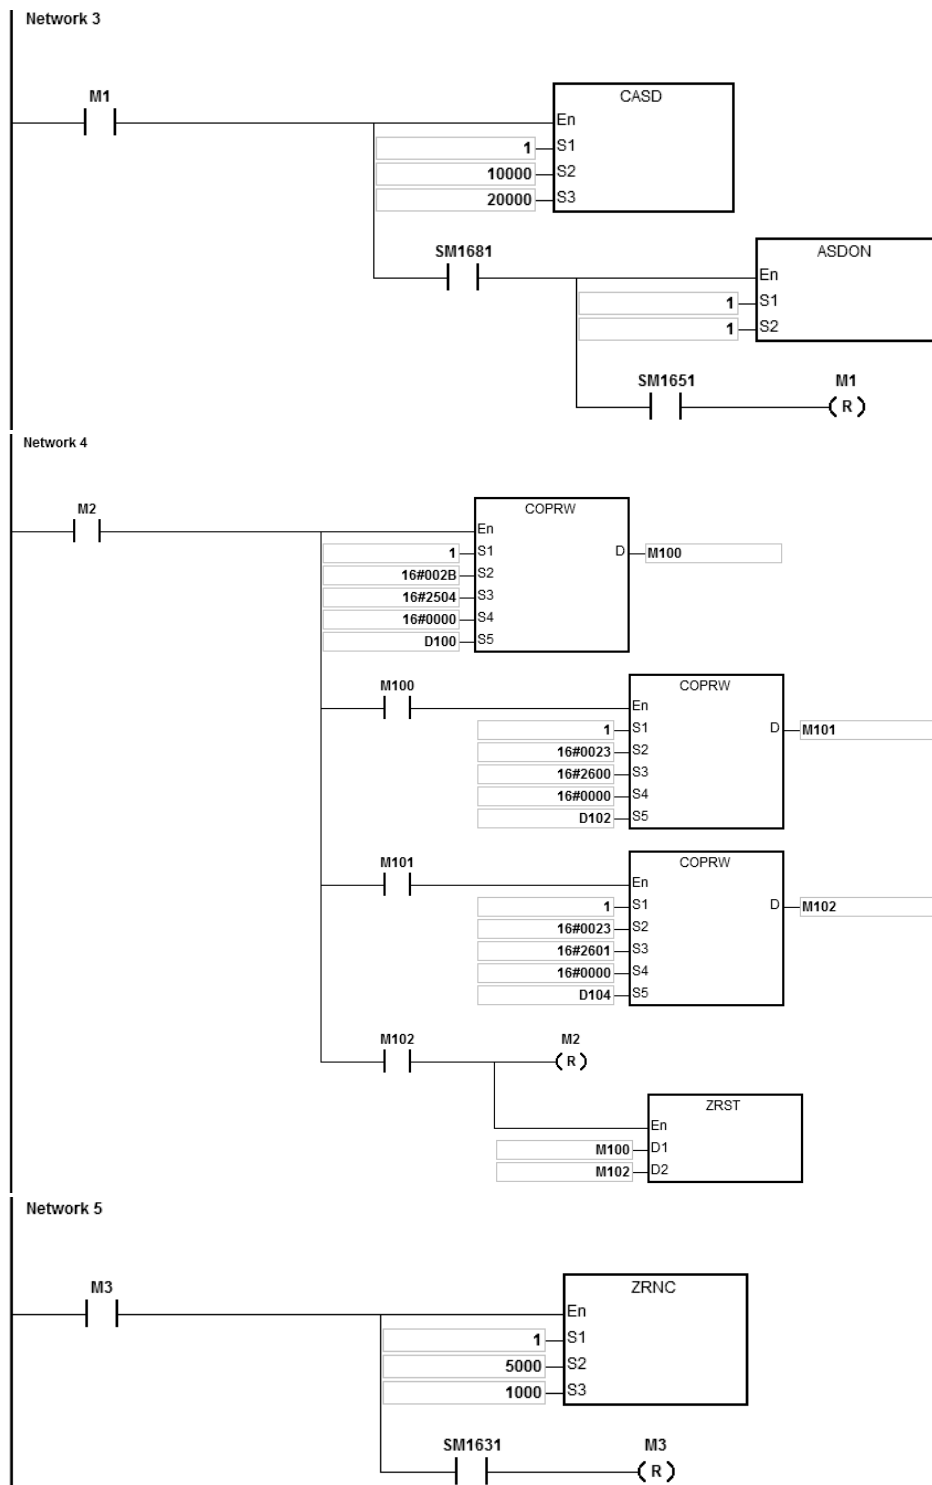 Network 3
M1
CASD
En
1 S1
10000 S2
20000 S3
SM1681
ASDON
En
1 S1
1 S2
SM1651 M1
( R )
Network 4
M2
COPRW
En
1 S1 D M100
16#002B S2
16#2504 S3
16#0000 S4
D100 S5
M100
COPRW
En
1 S1 D M101
16#0023 S2
16#2600 S3
16#0000 S4
D102 S5
M101
COPRW
En
1 S1 D M102
16#0023 S2
16#2601 S3
16#0000 S4
D104 S5
M102 M2
( R )
ZRST
En
M100 D1
M102 D2
Network 5
M3
ZRNC
En
1 S1
5000 S2
1000 S3
SM1631 M3
( R )